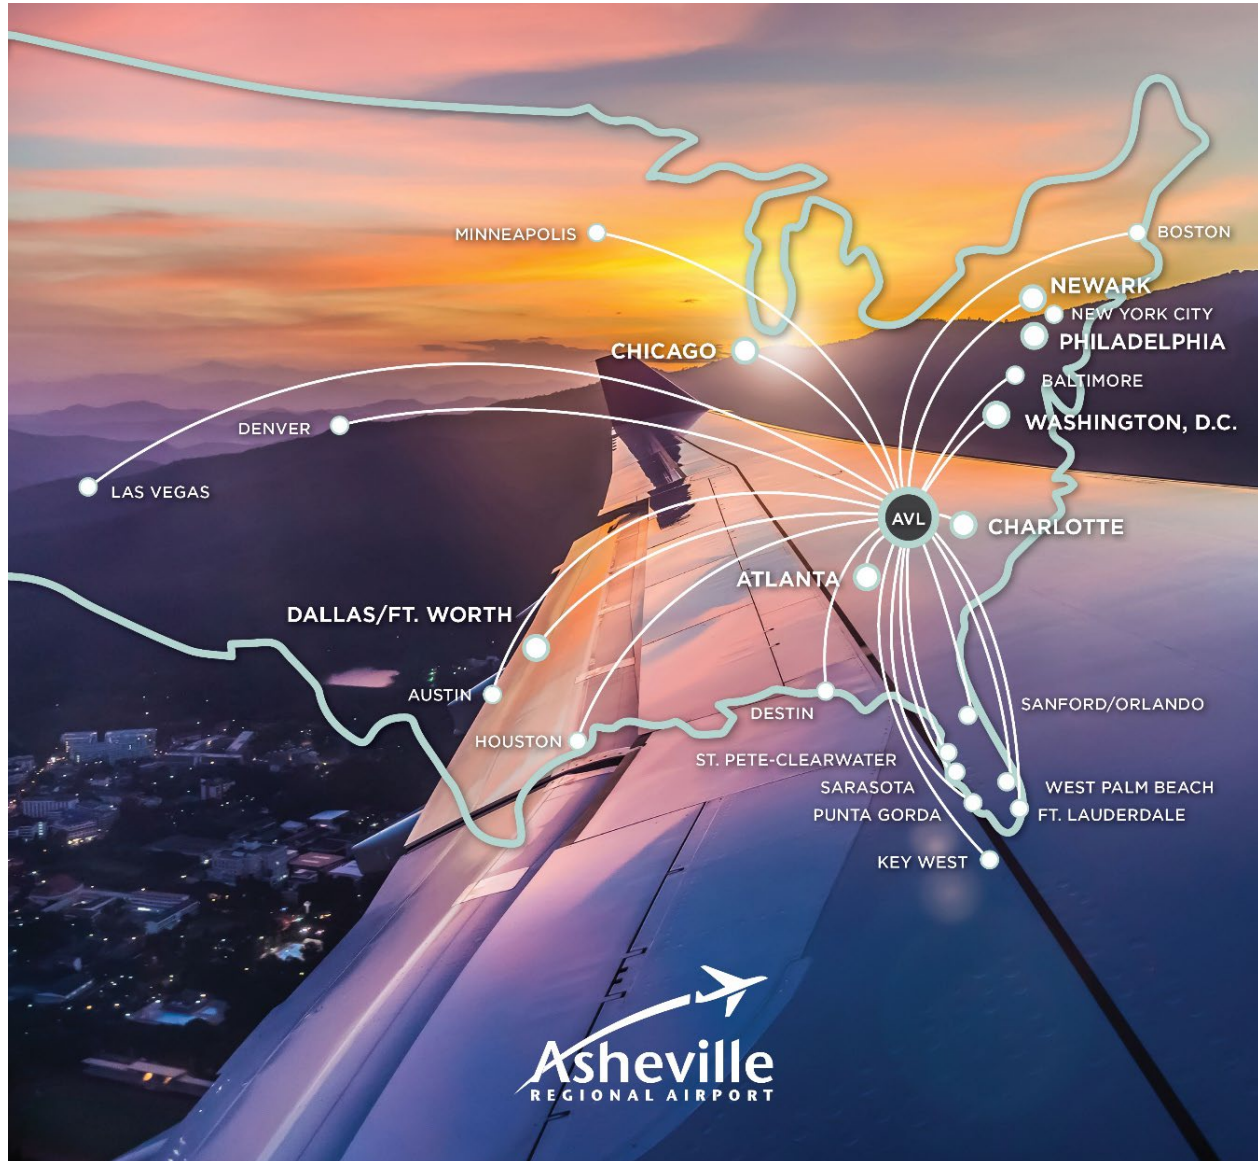 MINNEAPOLIS
BOSTON
NEWARK
NEW YORK CITY
PHILADELPHIA
CHICAGO
BALTIMORE
WASHINGTON, D.C.
DENVER
LAS VEGAS
AVL
CHARLOTTE
ATLANTA
DALLAS/FT. WORTH
AUSTIN
SANFORD/ORLANDO
DESTIN
HOUSTON
ST. PETE-CLEARWATER
SARASOTA
WEST PALM BEACH
PUNTA GORDA
FT. LAUDERDALE
KEY WEST
Asheville
REGIONAL AIRPORT